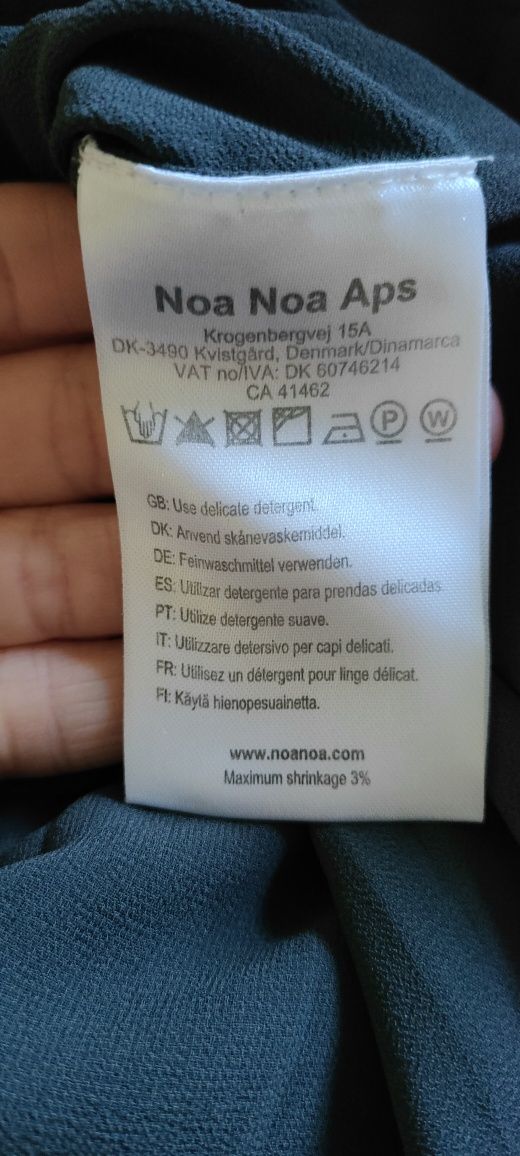 Noa Noa Aps
Krogenbergvej 15A
DK-3490 Kvistgård, Denmark/Dinamarca
VAT no/IVA: DK 60746214
CA 41462
P W
GB: Use delicate detergent.
DK: Anvend skånevaskemiddel.
DE: Feinwaschmittel verwenden.
ES: Utilizar detergente para prendas delicadas
PT: Utilize detergente suave.
IT: Utilizzare detersivo per capi delicati.
FR: Utilisez un détergent pour linge délicat.
FI: Käytä hienopesuainetta.
www.noanoa.com
Maximum shrinkage 3%